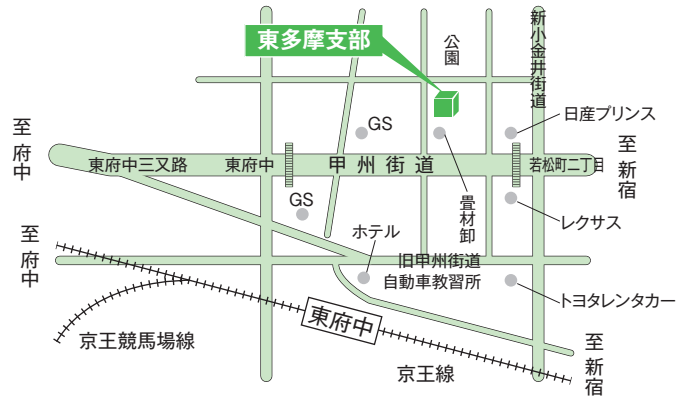 東多摩支部
公園
新小金井街道
日産プリンス
GS
至府中
至新宿
東府中三又路
東府中
甲州街道
若松町二丁目
畳材卸
GS
レクサス
至府中
ホテル
旧甲州街道
自動車教習所
トヨタレンタカー
東府中
京王競馬場線
京王線
至新宿